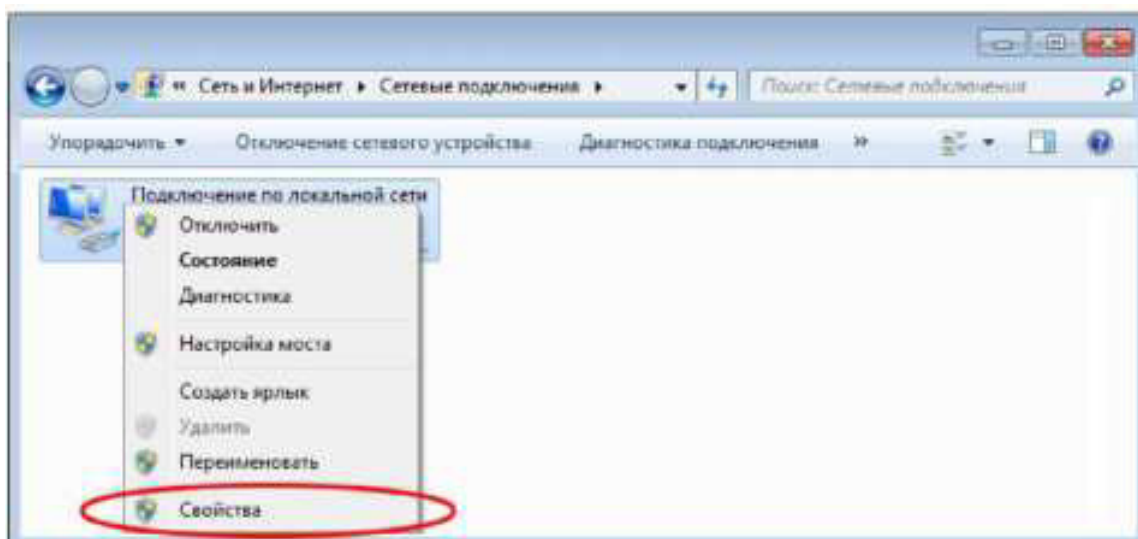 « Сеть и Интернет ▸ Сетевые подключения ▸ Поиск: Сетевые подключения
Упорядочить ▾ Отключение сетевого устройства Диагностика подключения »
Подключение по локальной сети
Отключить
Состояние
Диагностика
Настройка моста
Создать ярлык
Удалить
Переименовать
Свойства